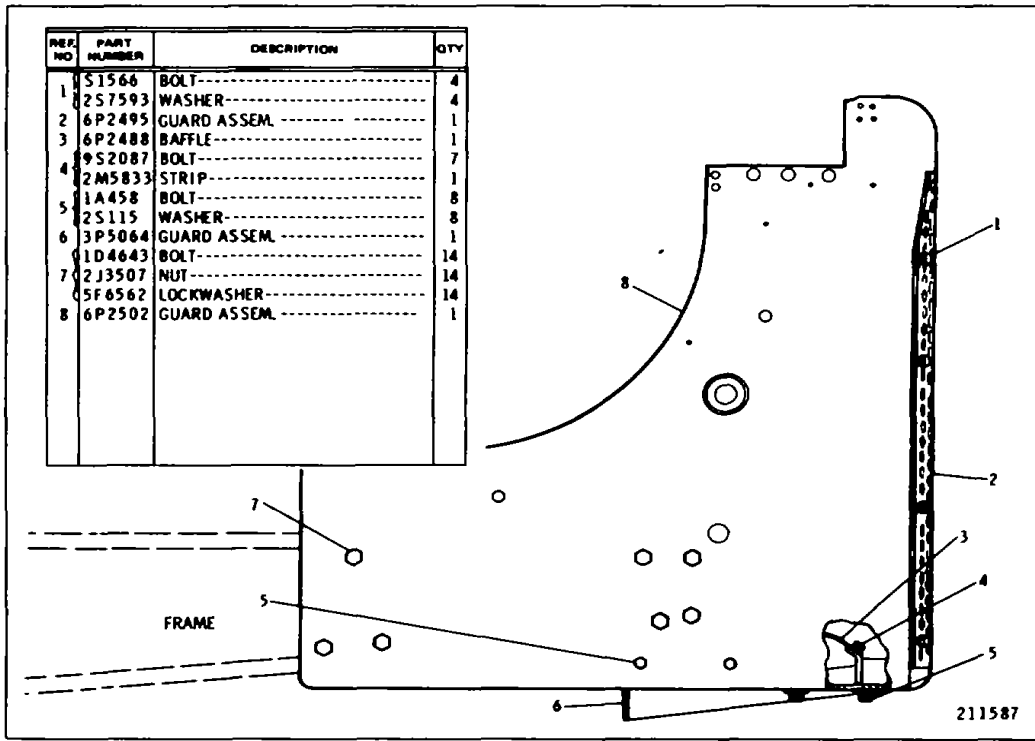 REF. NO PART NUMBER DESCRIPTION QTY
1 S1566 BOLT 4
2S7593 WASHER 4
2 6P2495 GUARD ASSEM. 1
3 6P2488 BAFFLE 1
4 9S2087 BOLT 7
2M5833 STRIP 1
5 1A458 BOLT 8
2S115 WASHER 8
6 3P5064 GUARD ASSEM. 1
7 1D4643 BOLT 14
2J3507 NUT 14
5F6562 LOCKWASHER 14
8 6P2502 GUARD ASSEM. 1
1
8
2
7
3
4
5
FRAME
5
6
211587